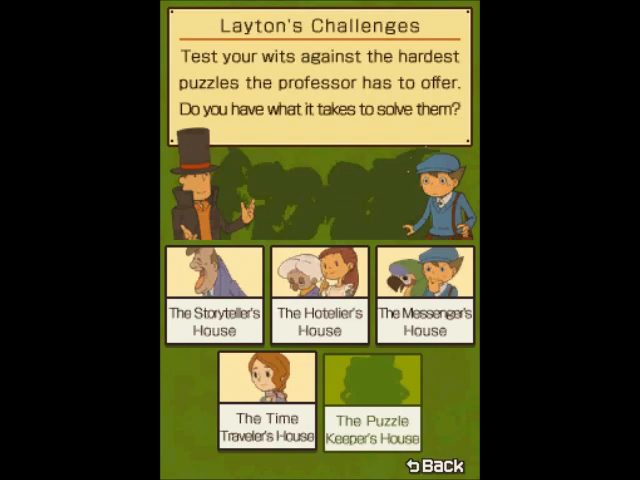 Layton's Challenges
Test your wits against the hardest
puzzles the professor has to offer.
Do you have what it takes to solve them?
The Storyteller's
House
The Hotelier's
House
The Messenger's
House
The Time
Traveler's House
The Puzzle
Keeper's House
Back